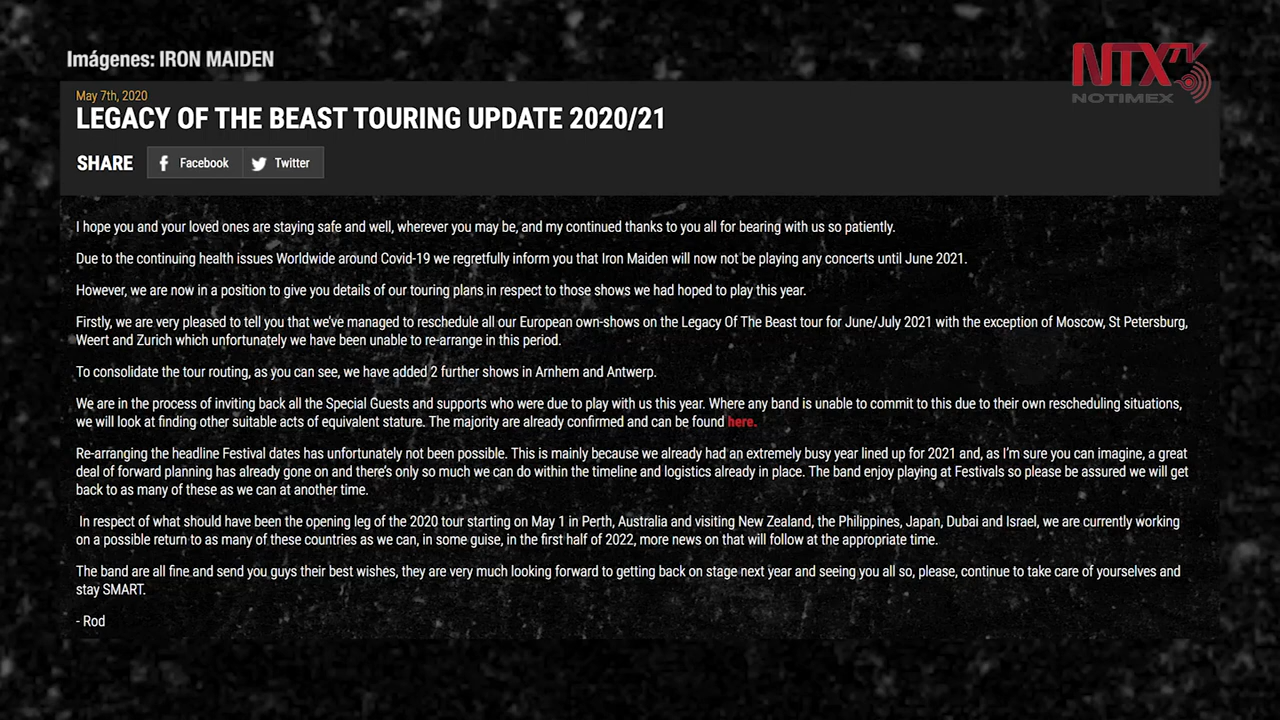 Imágenes: IRON MAIDEN
NTXTV
NOTIMEX
May 7th, 2020
LEGACY OF THE BEAST TOURING UPDATE 2020/21
SHARE
Facebook
Twitter
I hope you and your loved ones are staying safe and well, wherever you may be, and my continued thanks to you all for bearing with us so patiently.
Due to the continuing health issues Worldwide around Covid-19 we regretfully inform you that Iron Maiden will now not be playing any concerts until June 2021.
However, we are now in a position to give you details of our touring plans in respect to those shows we had hoped to play this year.
Firstly, we are very pleased to tell you that we've managed to reschedule all our European own-shows on the Legacy Of The Beast tour for June/July 2021 with the exception of Moscow, St Petersburg,
Weert and Zurich which unfortunately we have been unable to re-arrange in this period.
To consolidate the tour routing, as you can see, we have added 2 further shows in Arnhem and Antwerp.
We are in the process of inviting back all the Special Guests and supports who were due to play with us this year. Where any band is unable to commit to this due to their own rescheduling situations,
we will look at finding other suitable acts of equivalent stature. The majority are already confirmed and can be found here.
Re-arranging the headline Festival dates has unfortunately not been possible. This is mainly because we already had an extremely busy year lined up for 2021 and, as I'm sure you can imagine, a great
deal of forward planning has already gone on and there's only so much we can do within the timeline and logistics already in place. The band enjoy playing at Festivals so please be assured we will get
back to as many of these as we can at another time.
In respect of what should have been the opening leg of the 2020 tour starting on May 1 in Perth, Australia and visiting New Zealand, the Philippines, Japan, Dubai and Israel, we are currently working
on a possible return to as many of these countries as we can, in some guise, in the first half of 2022, more news on that will follow at the appropriate time.
The band are all fine and send you guys their best wishes, they are very much looking forward to getting back on stage next year and seeing you all so, please, continue to take care of yourselves and
stay SMART.
- Rod